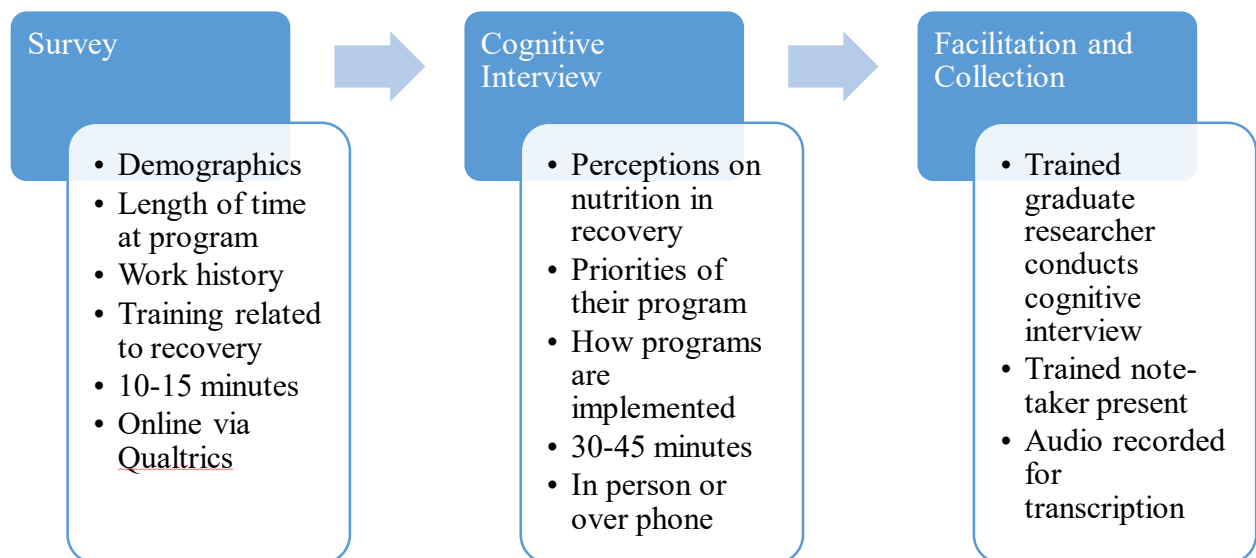 Survey
• Demographics
• Length of time
at program
• Work history
• Training related
to recovery
• 10-15 minutes
• Online via
Qualtrics
Cognitive
Interview
• Perceptions on
nutrition in
recovery
• Priorities of
their program
• How programs
are
implemented
• 30-45 minutes
• In person or
over phone
Facilitation and
Collection
• Trained
graduate
researcher
conducts
cognitive
interview
• Trained note-
taker present
• Audio recorded
for
transcription